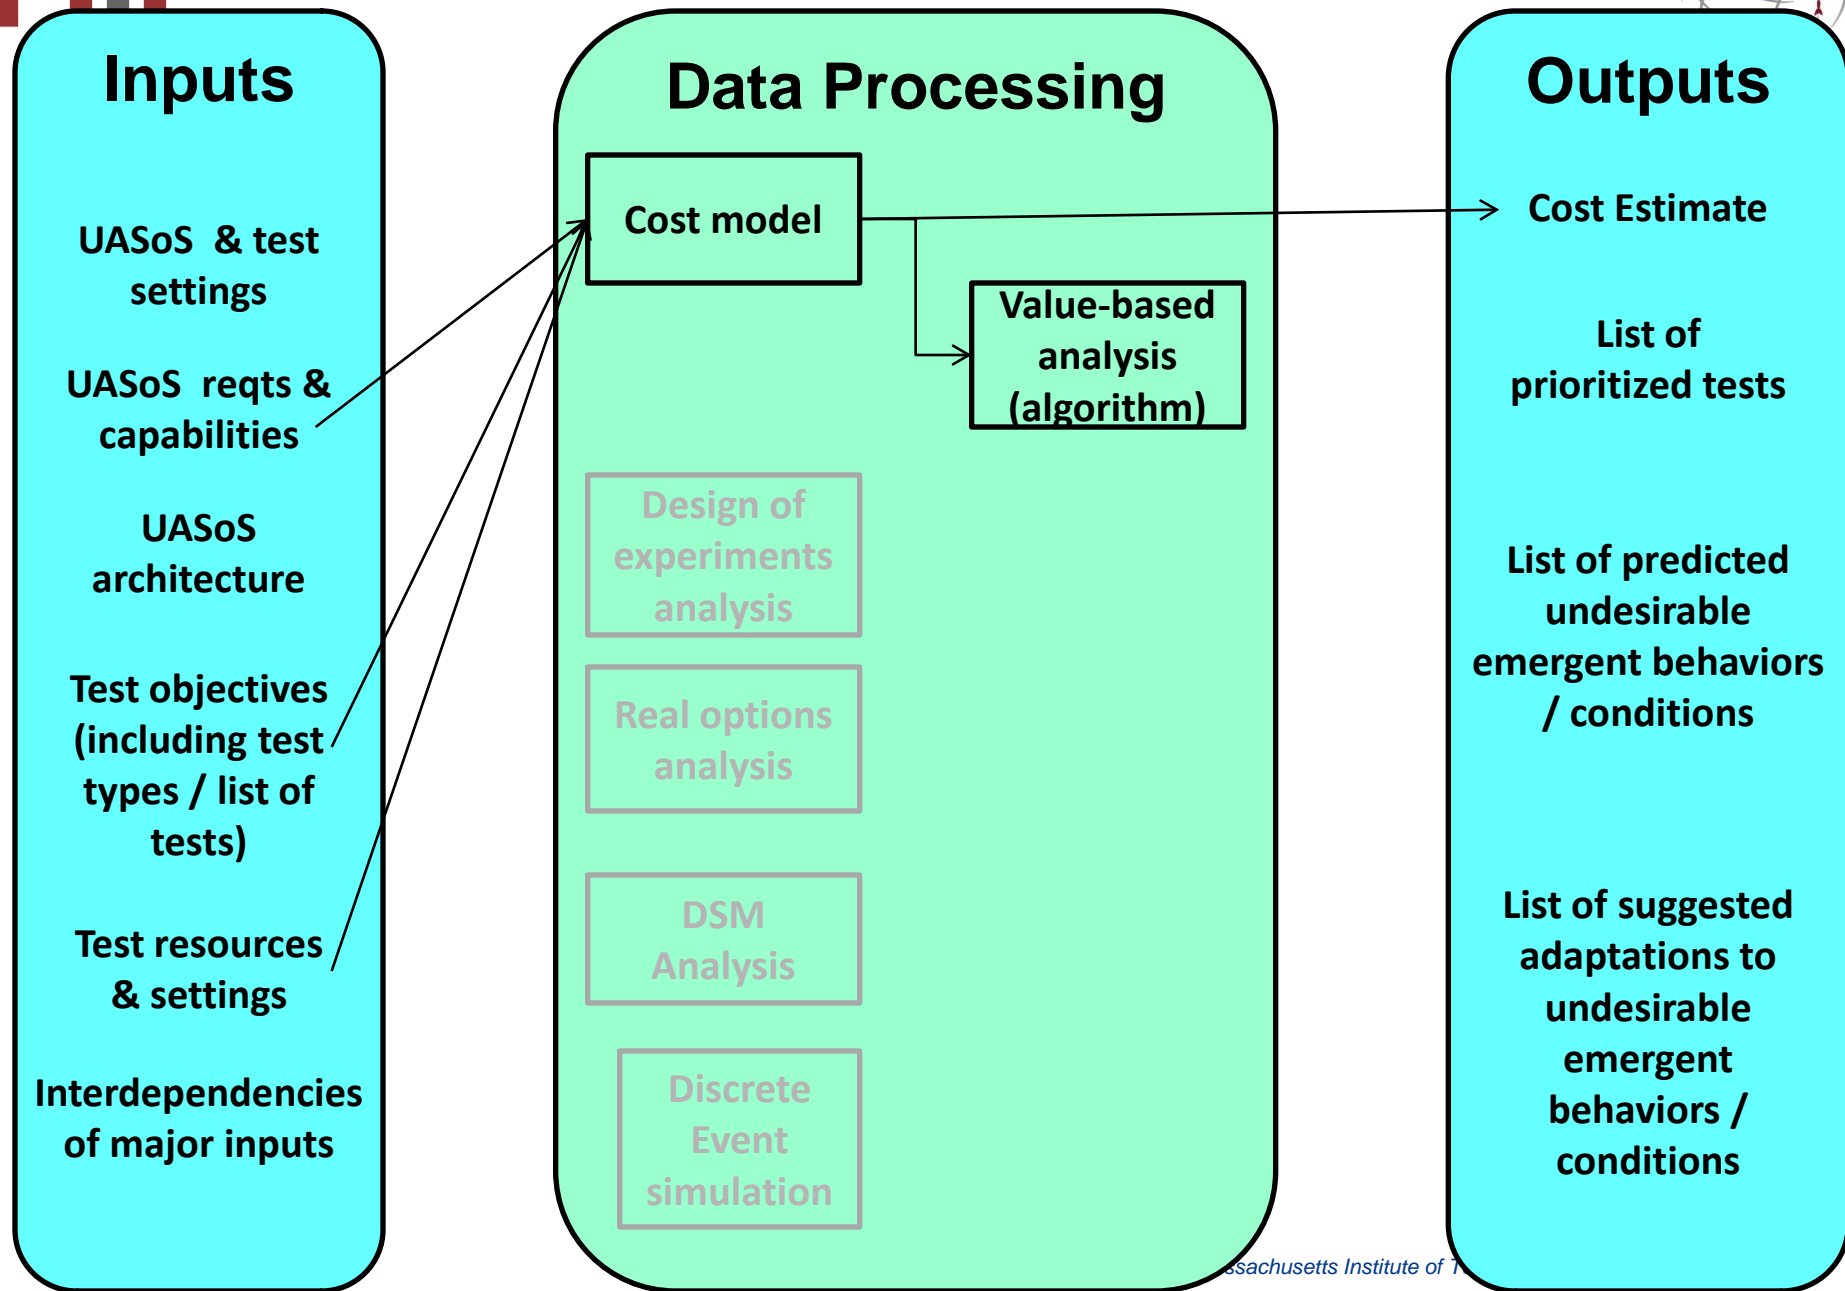 Inputs
UASoS & test
settings
UASoS reqts &
capabilities
UASoS
architecture
Test objectives
(including test
types / list of
tests)
Test resources
& settings
Interdependencies
of major inputs
Data Processing
Cost model
Value-based
analysis
(algorithm)
Design of
experiments
analysis
Real options
analysis
DSM
Analysis
Discrete
Event
simulation
Outputs
Cost Estimate
List of
prioritized tests
List of predicted
undesirable
emergent behaviors
/ conditions
List of suggested
adaptations to
undesirable
emergent
behaviors /
conditions
ssachusetts Institute of T